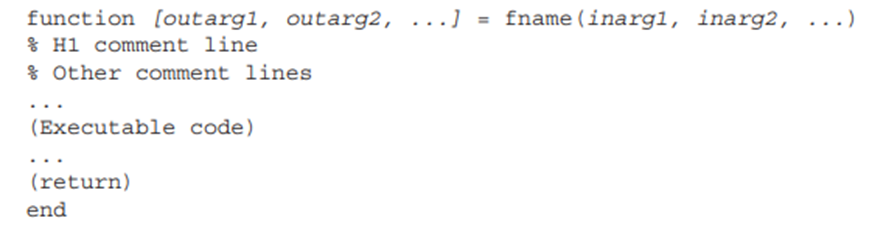 function [outarg1, outarg2, ...] = fname(inarg1, inarg2, ...)
% H1 comment line
% Other comment lines
...
(Executable code)
...
(return)
end